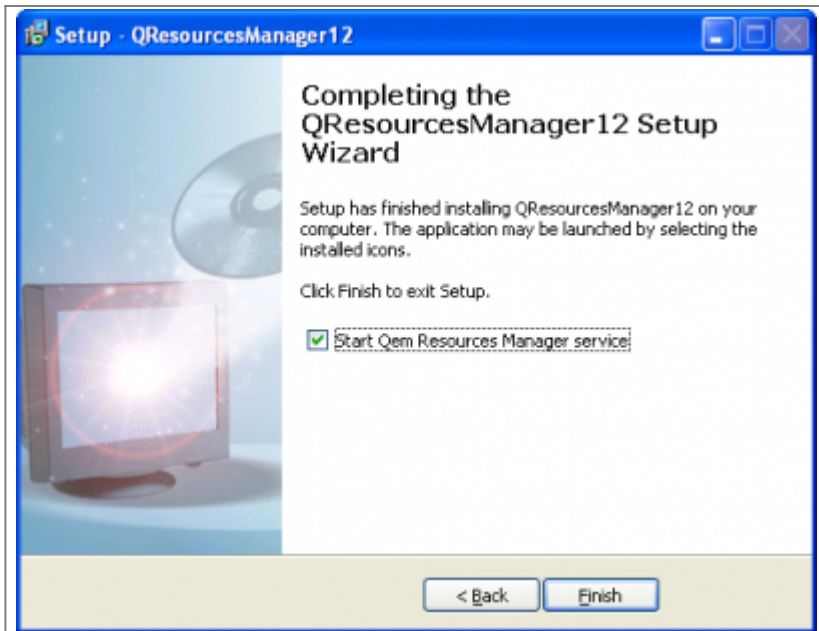 Setup - QResourcesManager12
Completing the
QResourcesManager12 Setup
Wizard
Setup has finished installing QResourcesManager12 on your
computer. The application may be launched by selecting the
installed icons.
Click Finish to exit Setup.
Start Qem Resources Manager service
< Back
Finish